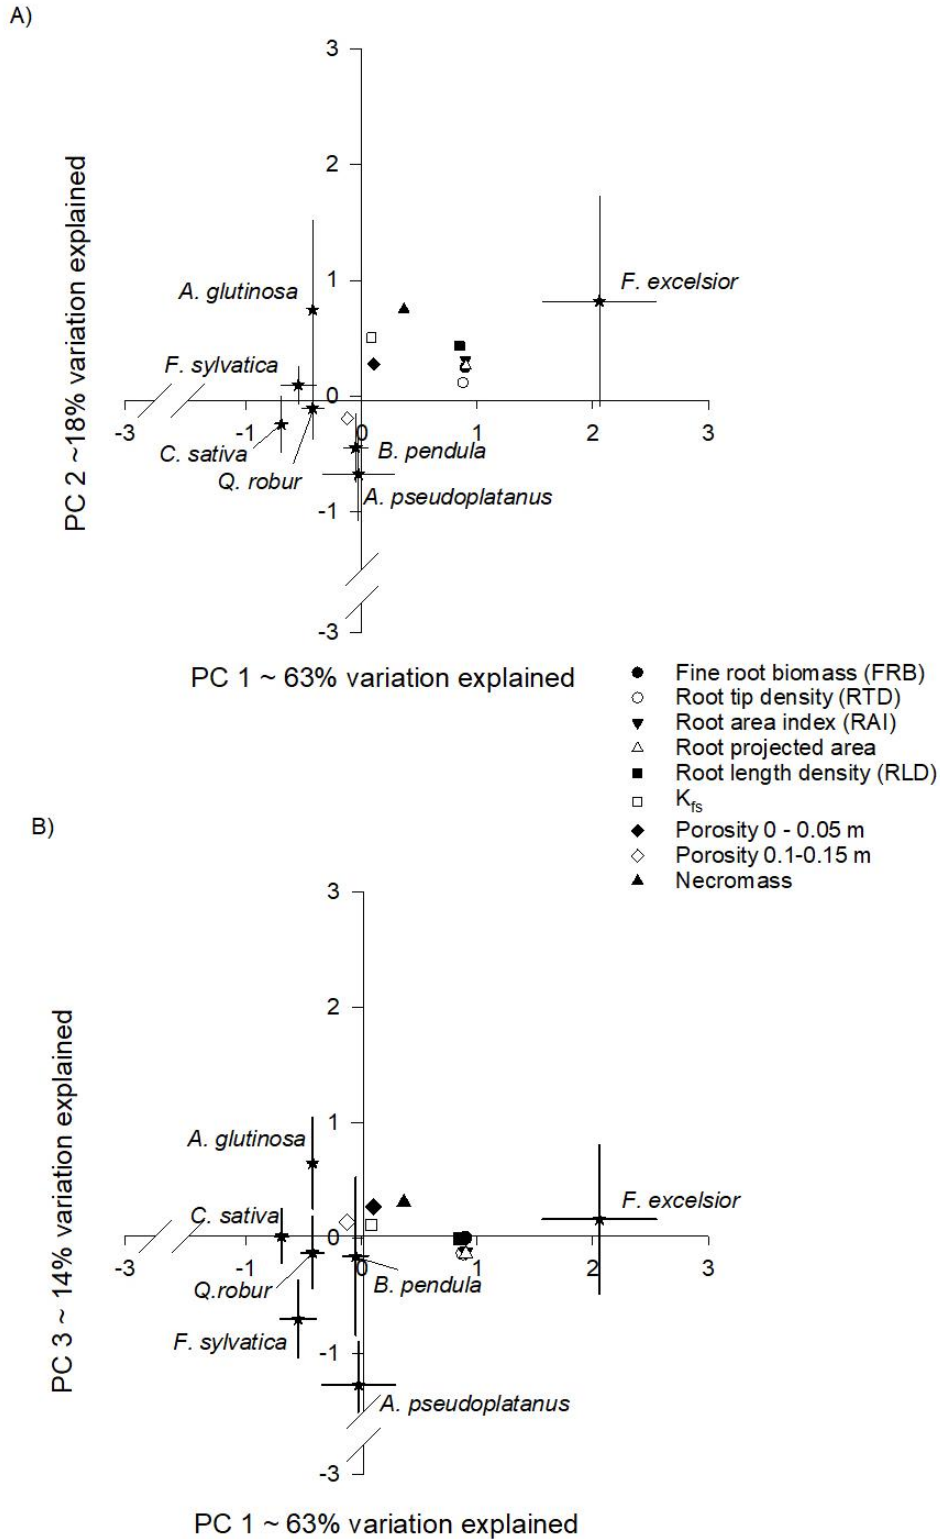 A)
3
2
1
0
-1
-3
PC 2 ~18% variation explained
A. glutinosa
F. excelsior
F. sylvatica
C. sativa
Q. robur
B. pendula
A. pseudoplatanus
-3
-1
0
1
2
3
PC 1 ~ 63% variation explained
Fine root biomass (FRB)
Root tip density (RTD)
Root area index (RAI)
Root projected area
Root length density (RLD)
Kfs
Porosity 0 - 0.05 m
Porosity 0.1-0.15 m
Necromass
B)
3
2
1
0
-1
-3
PC 3 ~ 14% variation explained
A. glutinosa
C. sativa
F. excelsior
Q.robur
B. pendula
F. sylvatica
A. pseudoplatanus
-3
-1
0
1
2
3
PC 1 ~ 63% variation explained